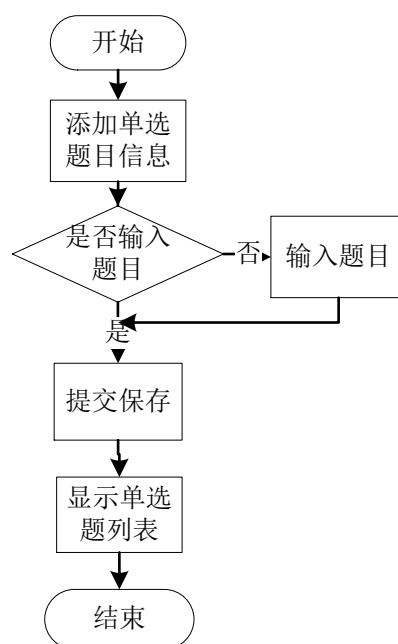 开始
添加单选
题目信息
是否输入
题目
否
输入题目
是
提交保存
显示单选
题列表
结束